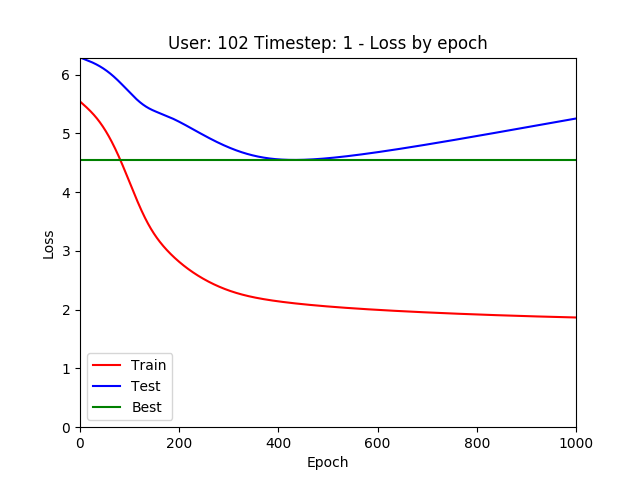 User: 102 Timestep: 1 - Loss by epoch
6
5
4
3
2
1
0
Loss
Train
Test
Best
0 200 400 600 800 1000
Epoch